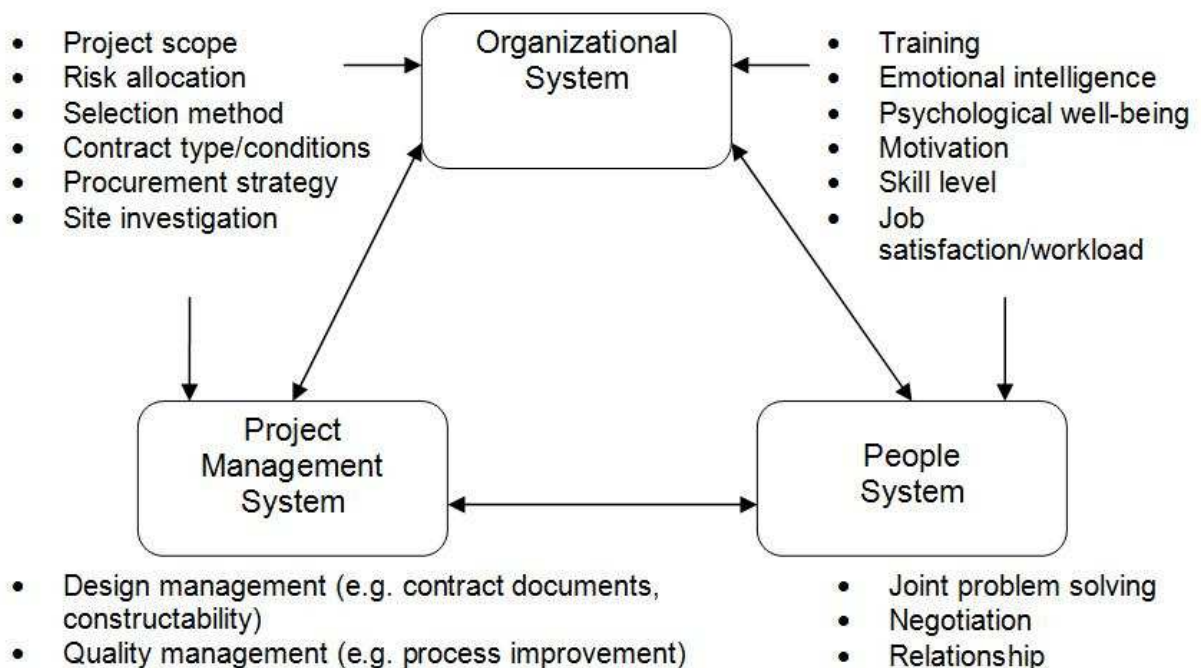 • Project scope
• Risk allocation
• Selection method
• Contract type/conditions
• Procurement strategy
• Site investigation
Organizational
System
• Training
• Emotional intelligence
• Psychological well-being
• Motivation
• Skill level
• Job
satisfaction/workload
Project
Management
System
People
System
• Design management (e.g. contract documents,
constructability)
• Quality management (e.g. process improvement)
• Joint problem solving
• Negotiation
• Relationship